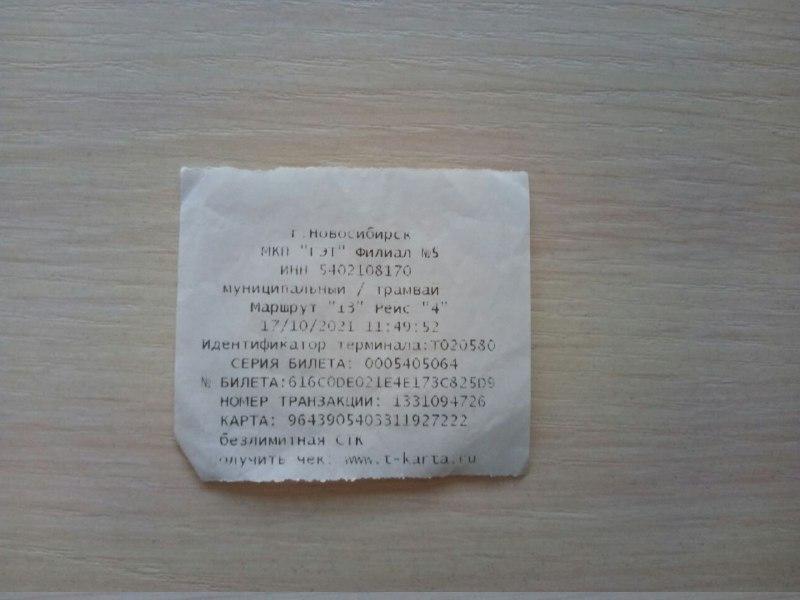 г.Новосибирск
МКП "ГЭТ" Филиал №5
ИНН 5402108170
муниципальный / трамвай
Маршрут "13" Рейс "4"
17/10/2021 11:49:52
Идентификатор терминала:T020580
СЕРИЯ БИЛЕТА: 0005405064
№ БИЛЕТА:616C0DE021E4E173C825D9
НОМЕР ТРАНЗАКЦИИ: 1331094726
КАРТА: 9643905403311927222
безлимитная СТК
олучить чек: www.t-karta.ru